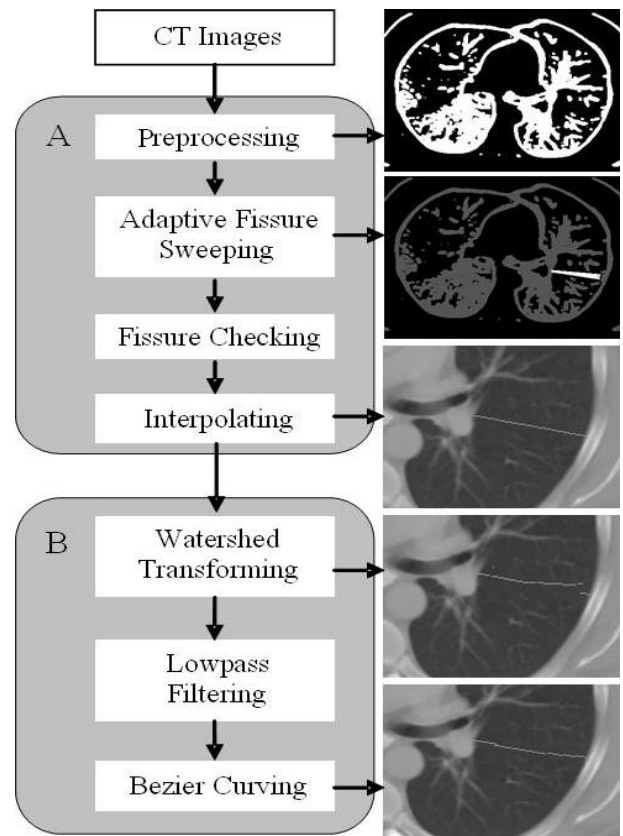 CT Images
A
Preprocessing
Adaptive Fissure
Sweeping
Fissure Checking
Interpolating
B
Watershed
Transforming
Lowpass
Filtering
Bezier Curving